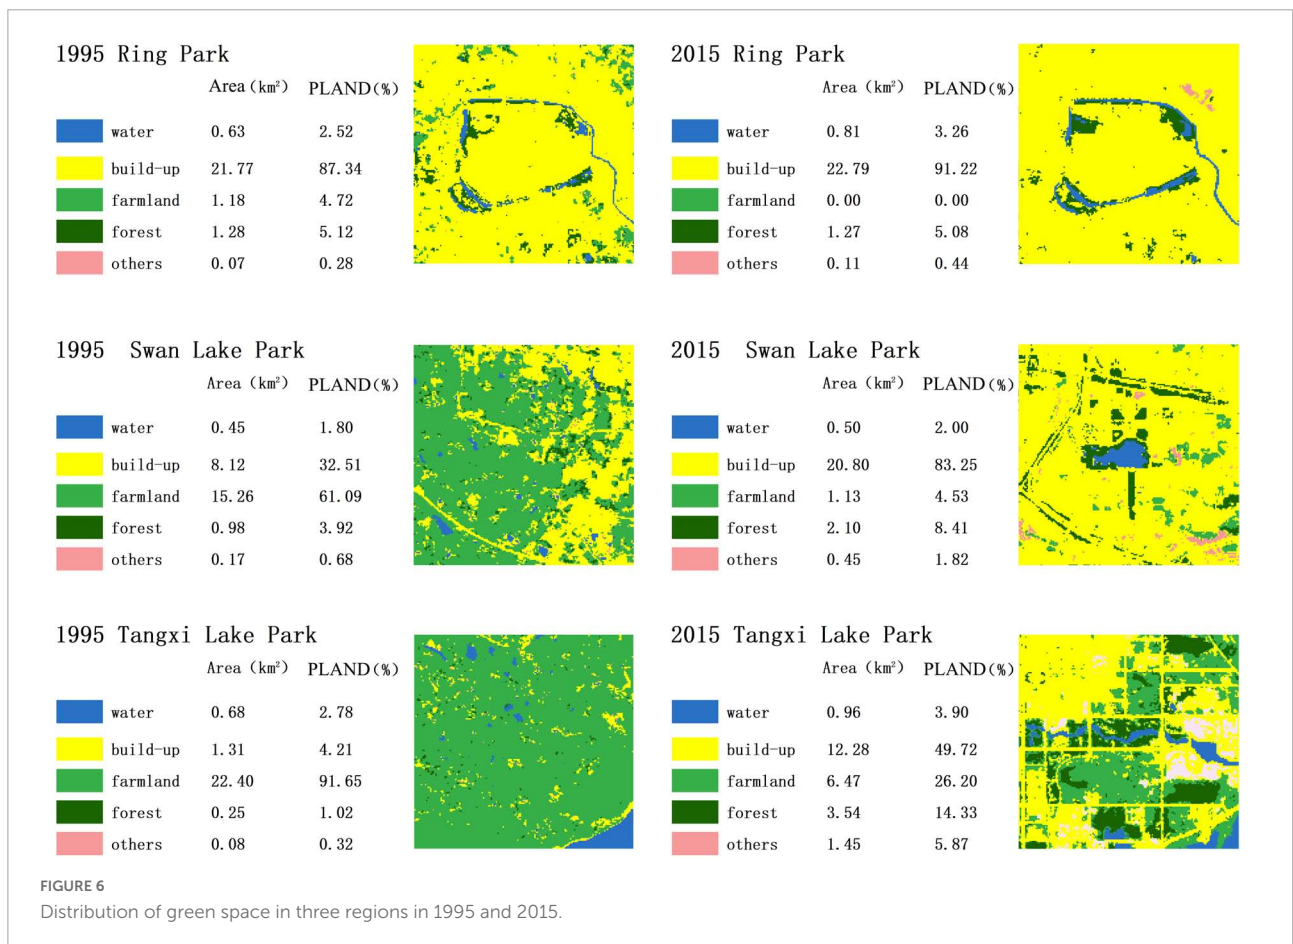 1995 Ring Park
Area(km²) PLAND(%)
water 0.63 2.52
build-up 21.77 87.34
farmland 1.18 4.72
forest 1.28 5.12
others 0.07 0.28
2015 Ring Park
Area(km²) PLAND(%)
water 0.81 3.26
build-up 22.79 91.22
farmland 0.00 0.00
forest 1.27 5.08
others 0.11 0.44
1995 Swan Lake Park
Area(km²) PLAND(%)
water 0.45 1.80
build-up 8.12 32.51
farmland 15.26 61.09
forest 0.98 3.92
others 0.17 0.68
2015 Swan Lake Park
Area(km²) PLAND(%)
water 0.50 2.00
build-up 20.80 83.25
farmland 1.13 4.53
forest 2.10 8.41
others 0.45 1.82
1995 Tangxi Lake Park
Area(km²) PLAND(%)
water 0.68 2.78
build-up 1.31 4.21
farmland 22.40 91.65
forest 0.25 1.02
others 0.08 0.32
2015 Tangxi Lake Park
Area(km²) PLAND(%)
water 0.96 3.90
build-up 12.28 49.72
farmland 6.47 26.20
forest 3.54 14.33
others 1.45 5.87
FIGURE 6
Distribution of green space in three regions in 1995 and 2015.